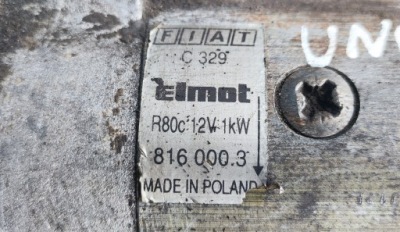 FIAT
C 329
UN
Elmot
R80c 12V 1kW
816 000.3
MADE IN POLAND